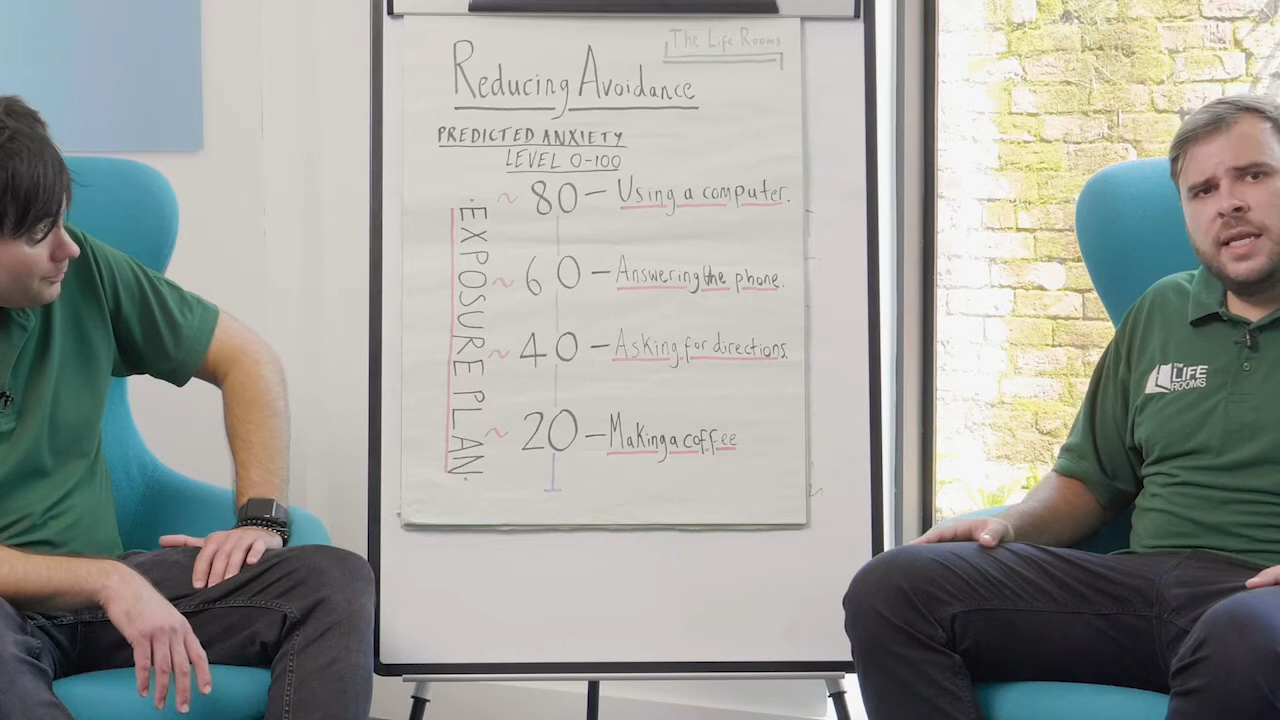 The Life Rooms
Reducing Avoidance
PREDICTED ANXIETY
LEVEL 0-100
EXPOSURE PLAN
~ 80 – Using a computer.
~ 60 – Answering the phone.
~ 40 – Asking for directions.
~ 20 – Making a coffee
THE
LIFE
ROOMS